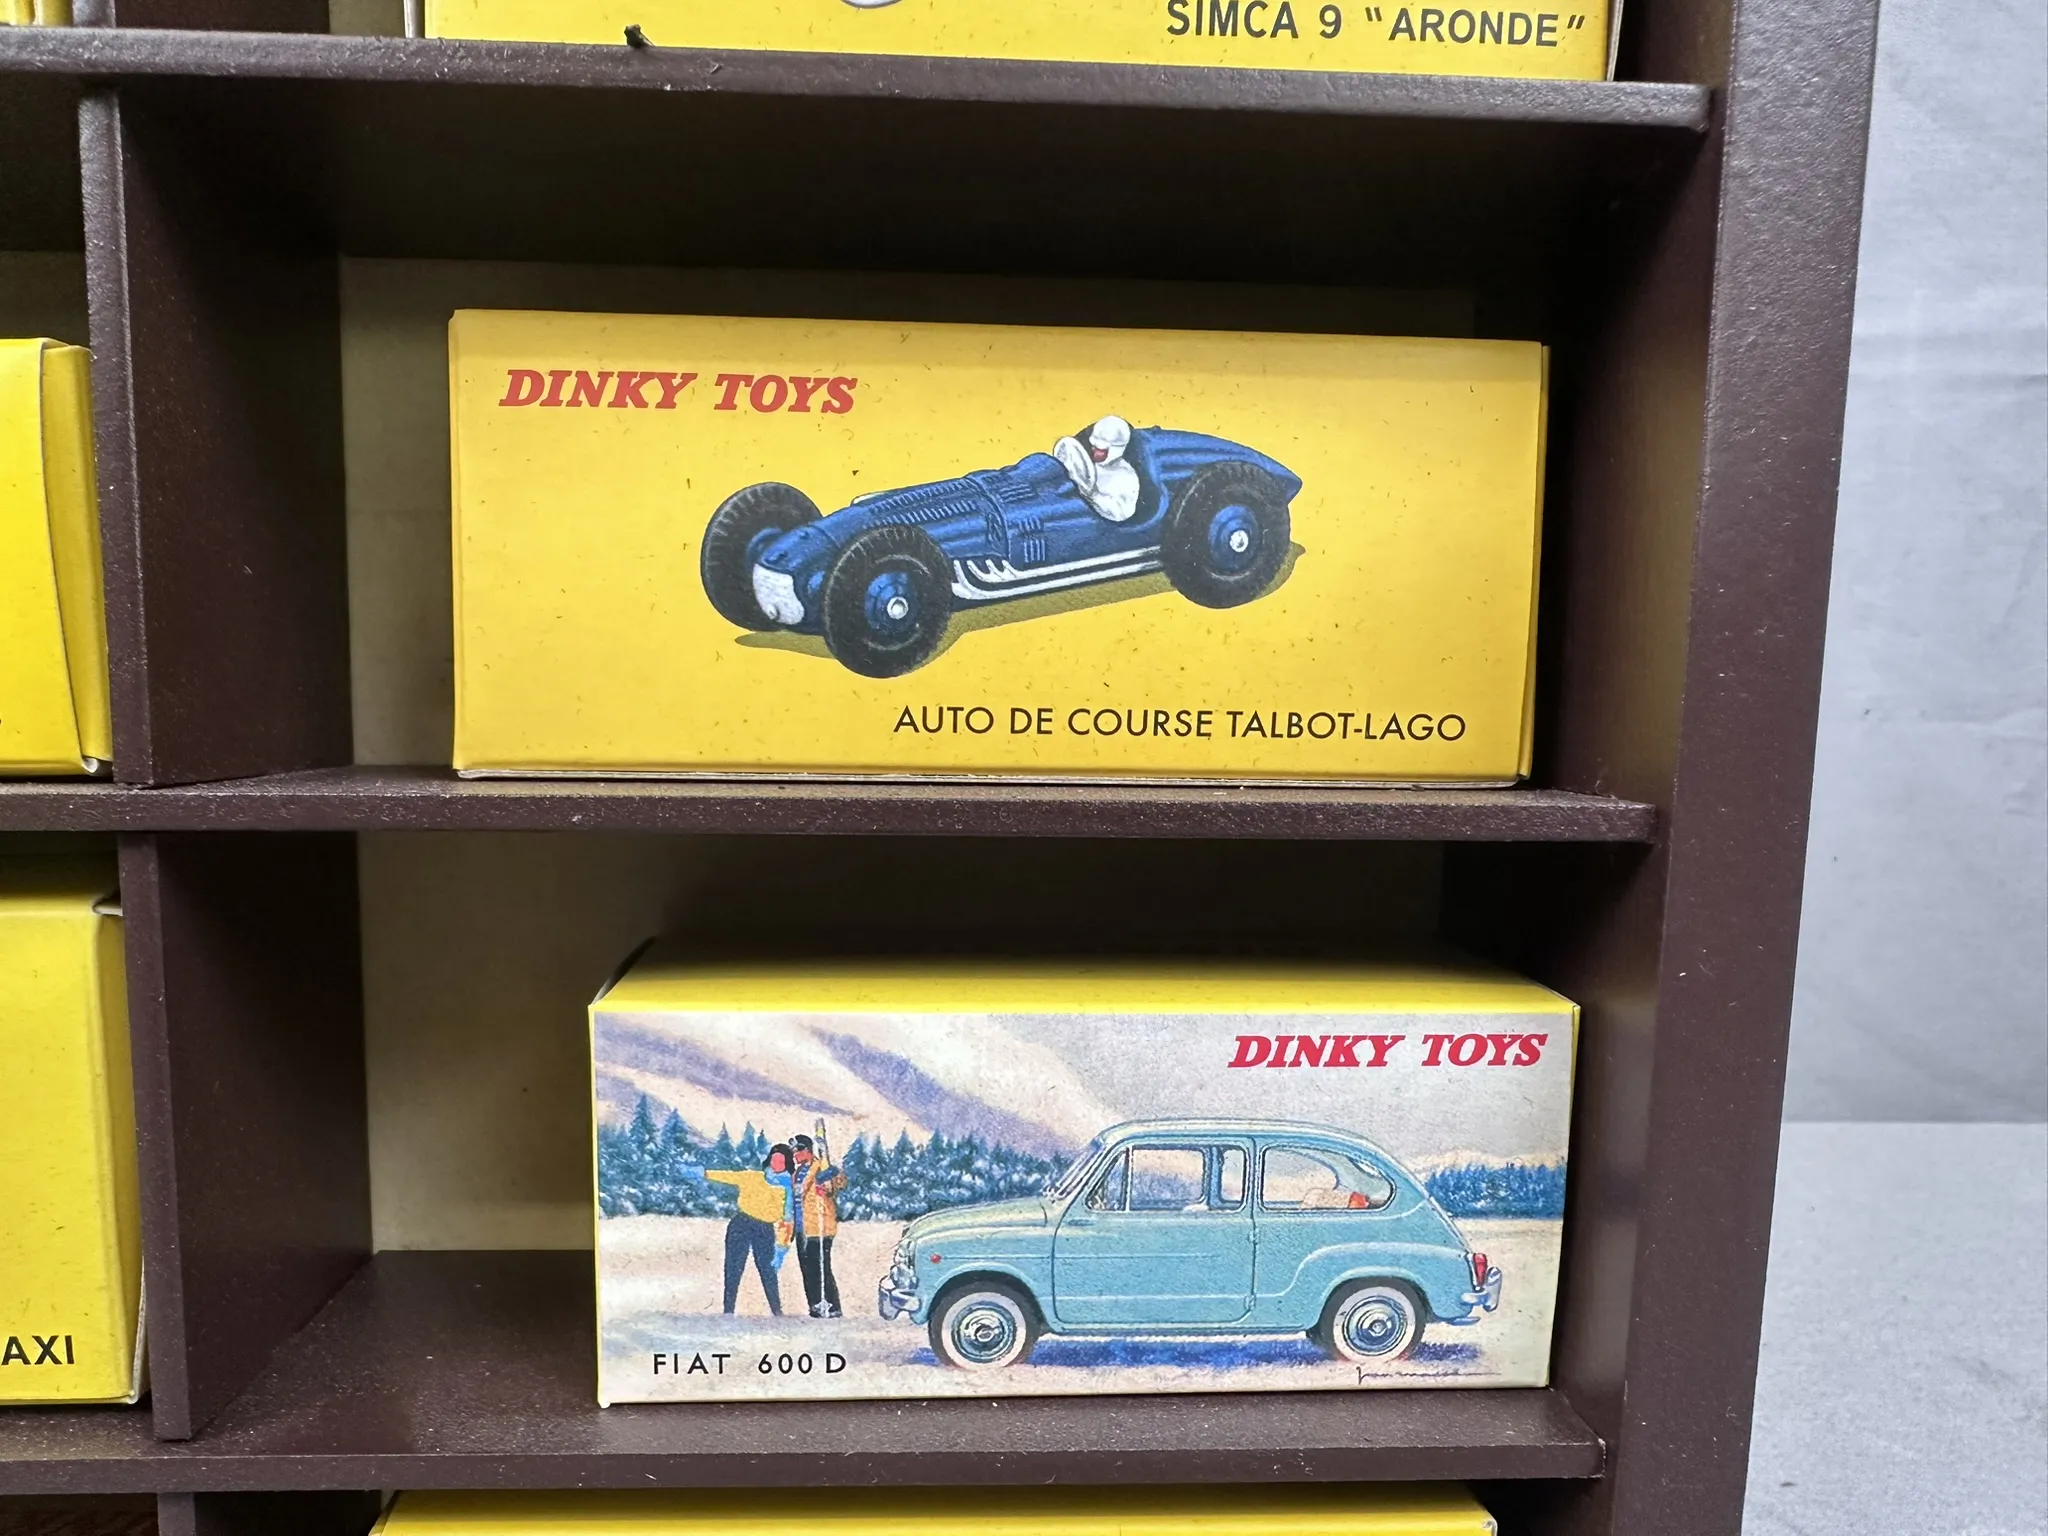 SIMCA 9 "ARONDE"
DINKY TOYS
AUTO DE COURSE TALBOT-LAGO
DINKY TOYS
AXI
FIAT 600 D